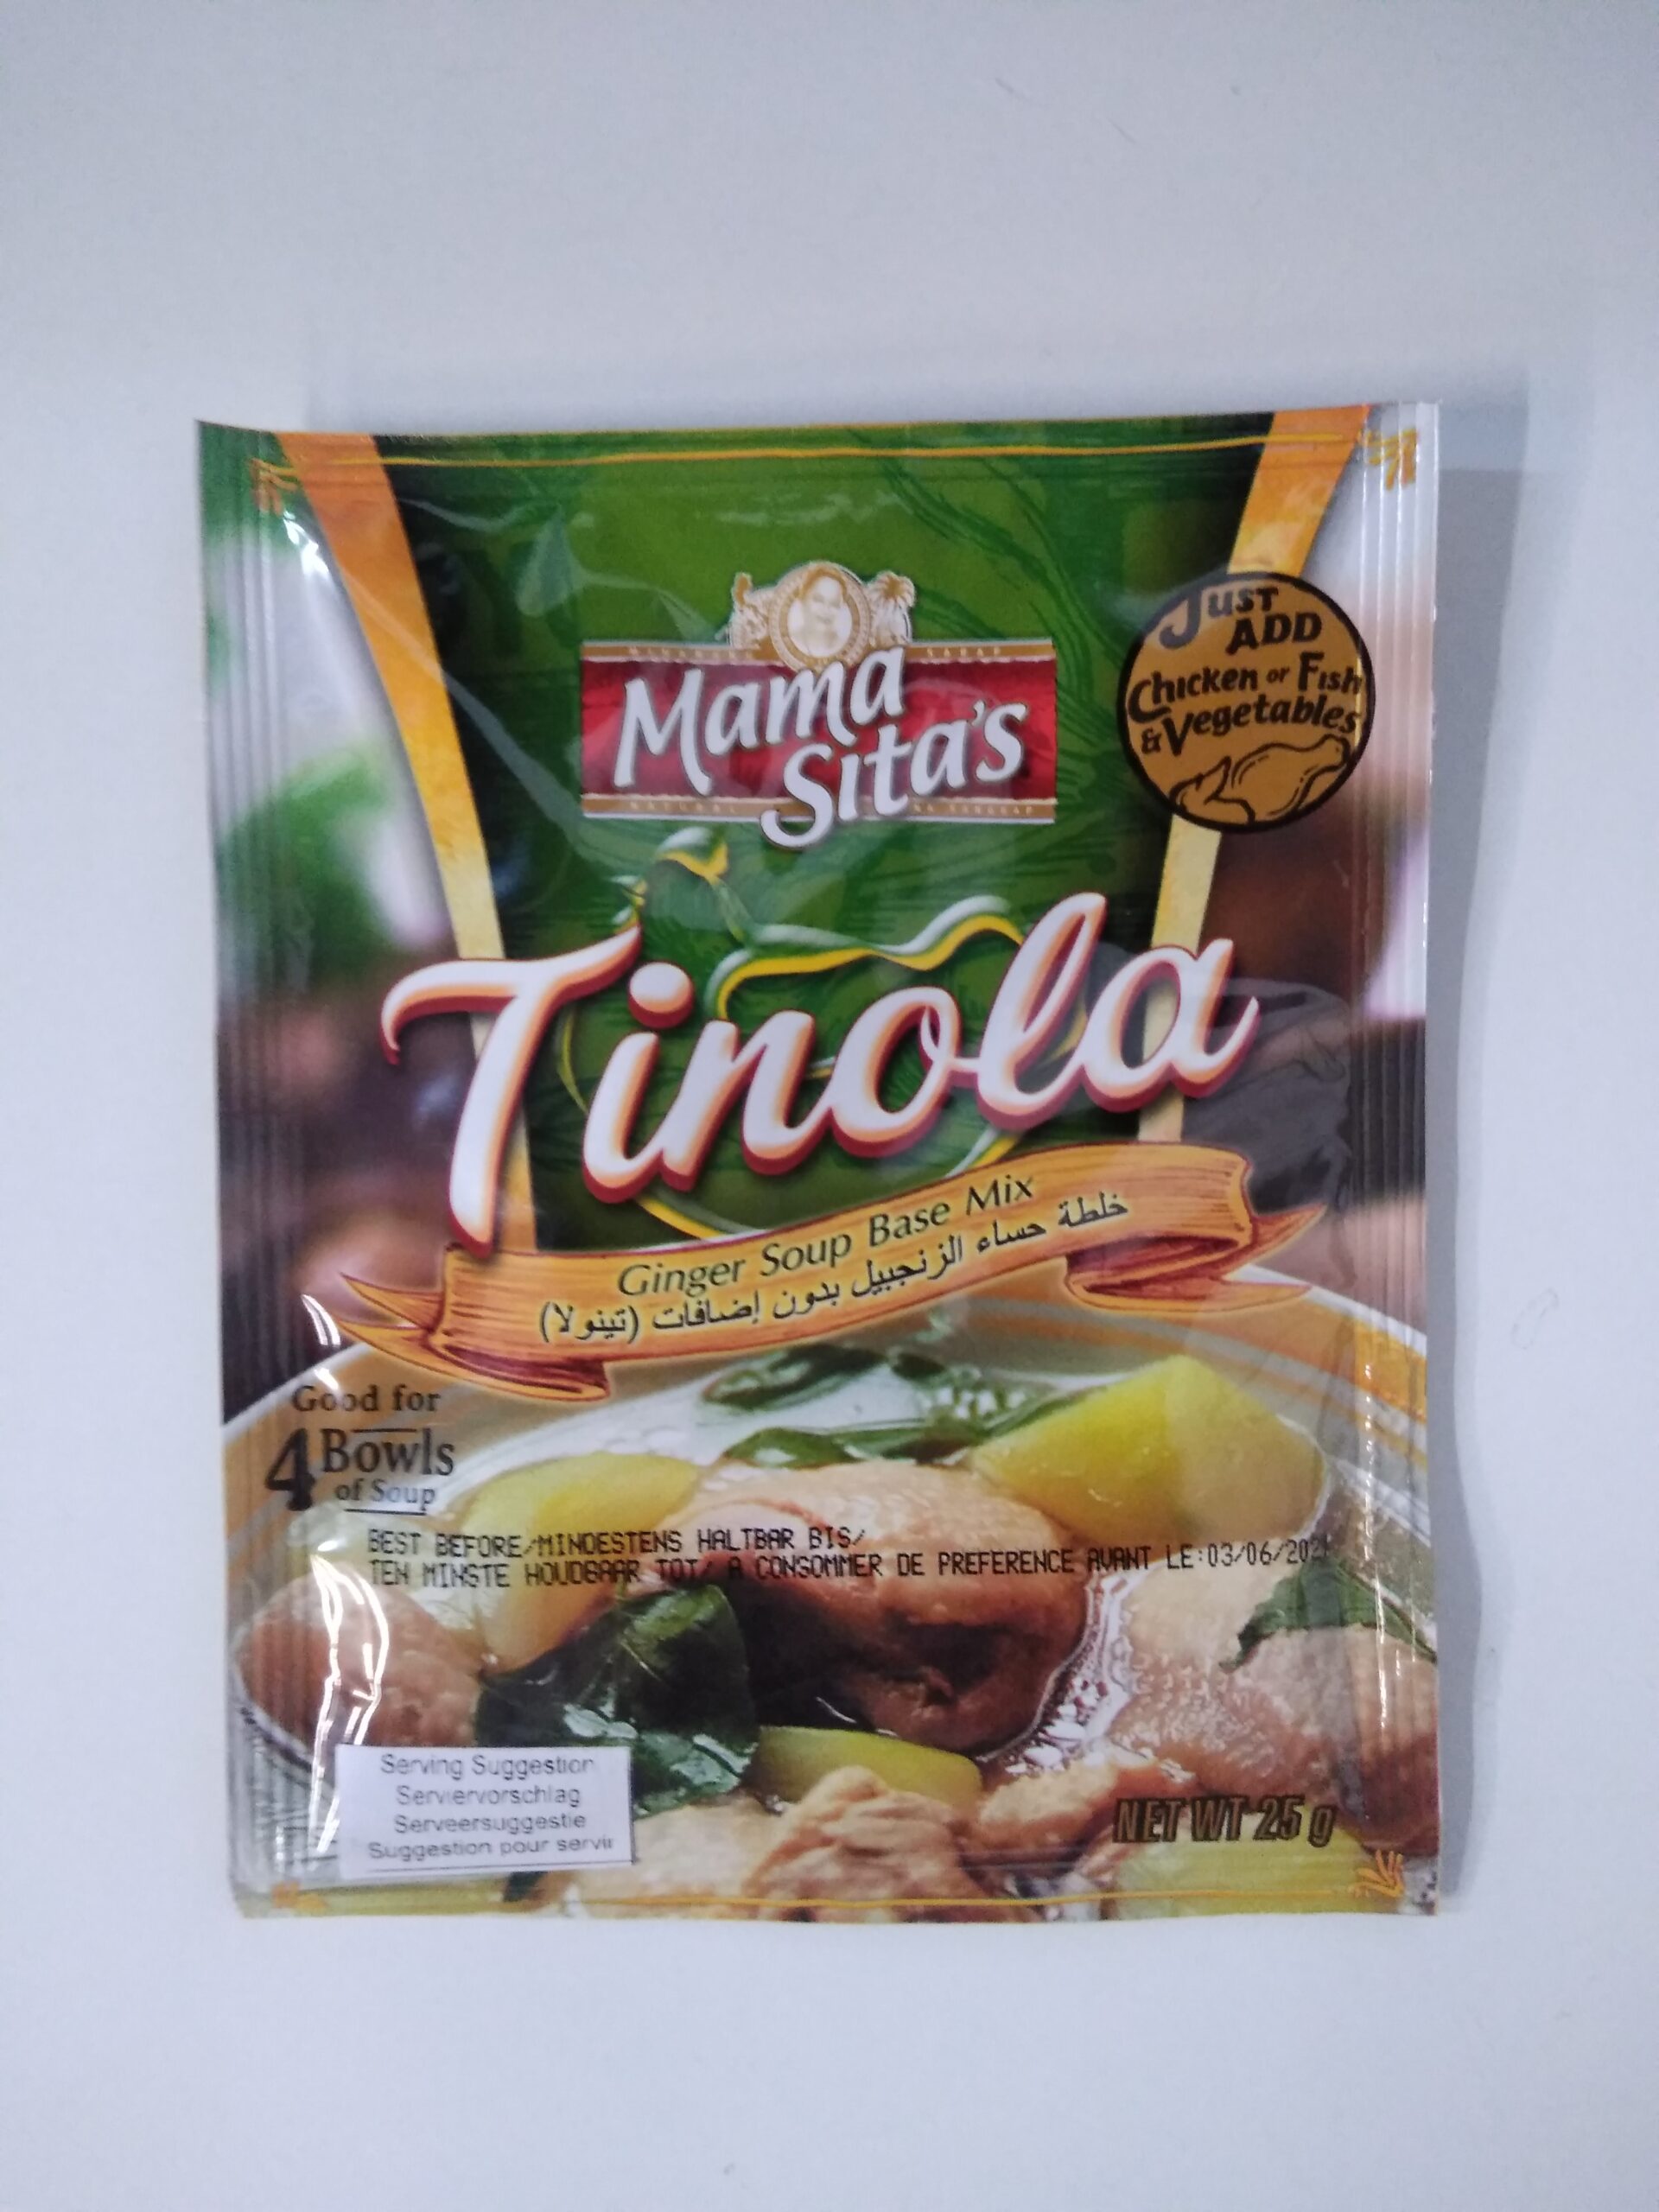 Mama
Sita's
JUST
ADD
Chicken or Fish
& Vegetables
Tinola
Ginger Soup Base Mix
خلطة حساء الزنجبيل بدون إضافات (تينولا)
Good for
4 Bowls
of Soup
BEST BEFORE/MINDESTENS HALTBAR BIS/
TEN MINSTE HOUDBAAR TOT/ A CONSOMMER DE PREFERENCE AVANT LE:03/06/
Serving Suggestion
Serviervorschlag
Serveersuggestie
Suggestion pour servir
NET WT 25 g